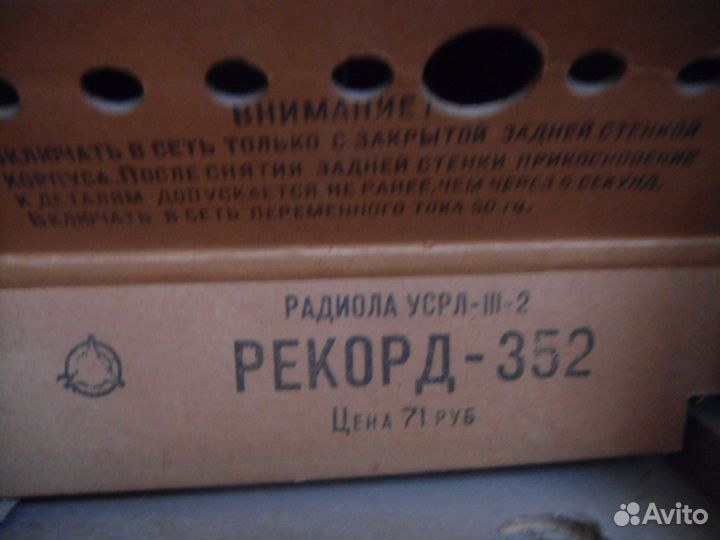 ВНИМАНИЕ!
ВКЛЮЧАТЬ В СЕТЬ ТОЛЬКО С ЗАКРЫТОЙ ЗАДНЕЙ СТЕНКОЙ
КОРПУСА. ПОСЛЕ СНЯТИЯ ЗАДНЕЙ СТЕНКИ ПРИКОСНОВЕНИЕ
К ДЕТАЛЯМ ДОПУСКАЕТСЯ НЕ РАНЕЕ, ЧЕМ ЧЕРЕЗ 5 СЕКУНД.
ВКЛЮЧАТЬ В СЕТЬ ПЕРЕМЕННОГО ТОКА 50 ГЦ.
РАДИОЛА УСРЛ-III-2
РЕКОРД-352
ЦЕНА 71 РУБ
Avito